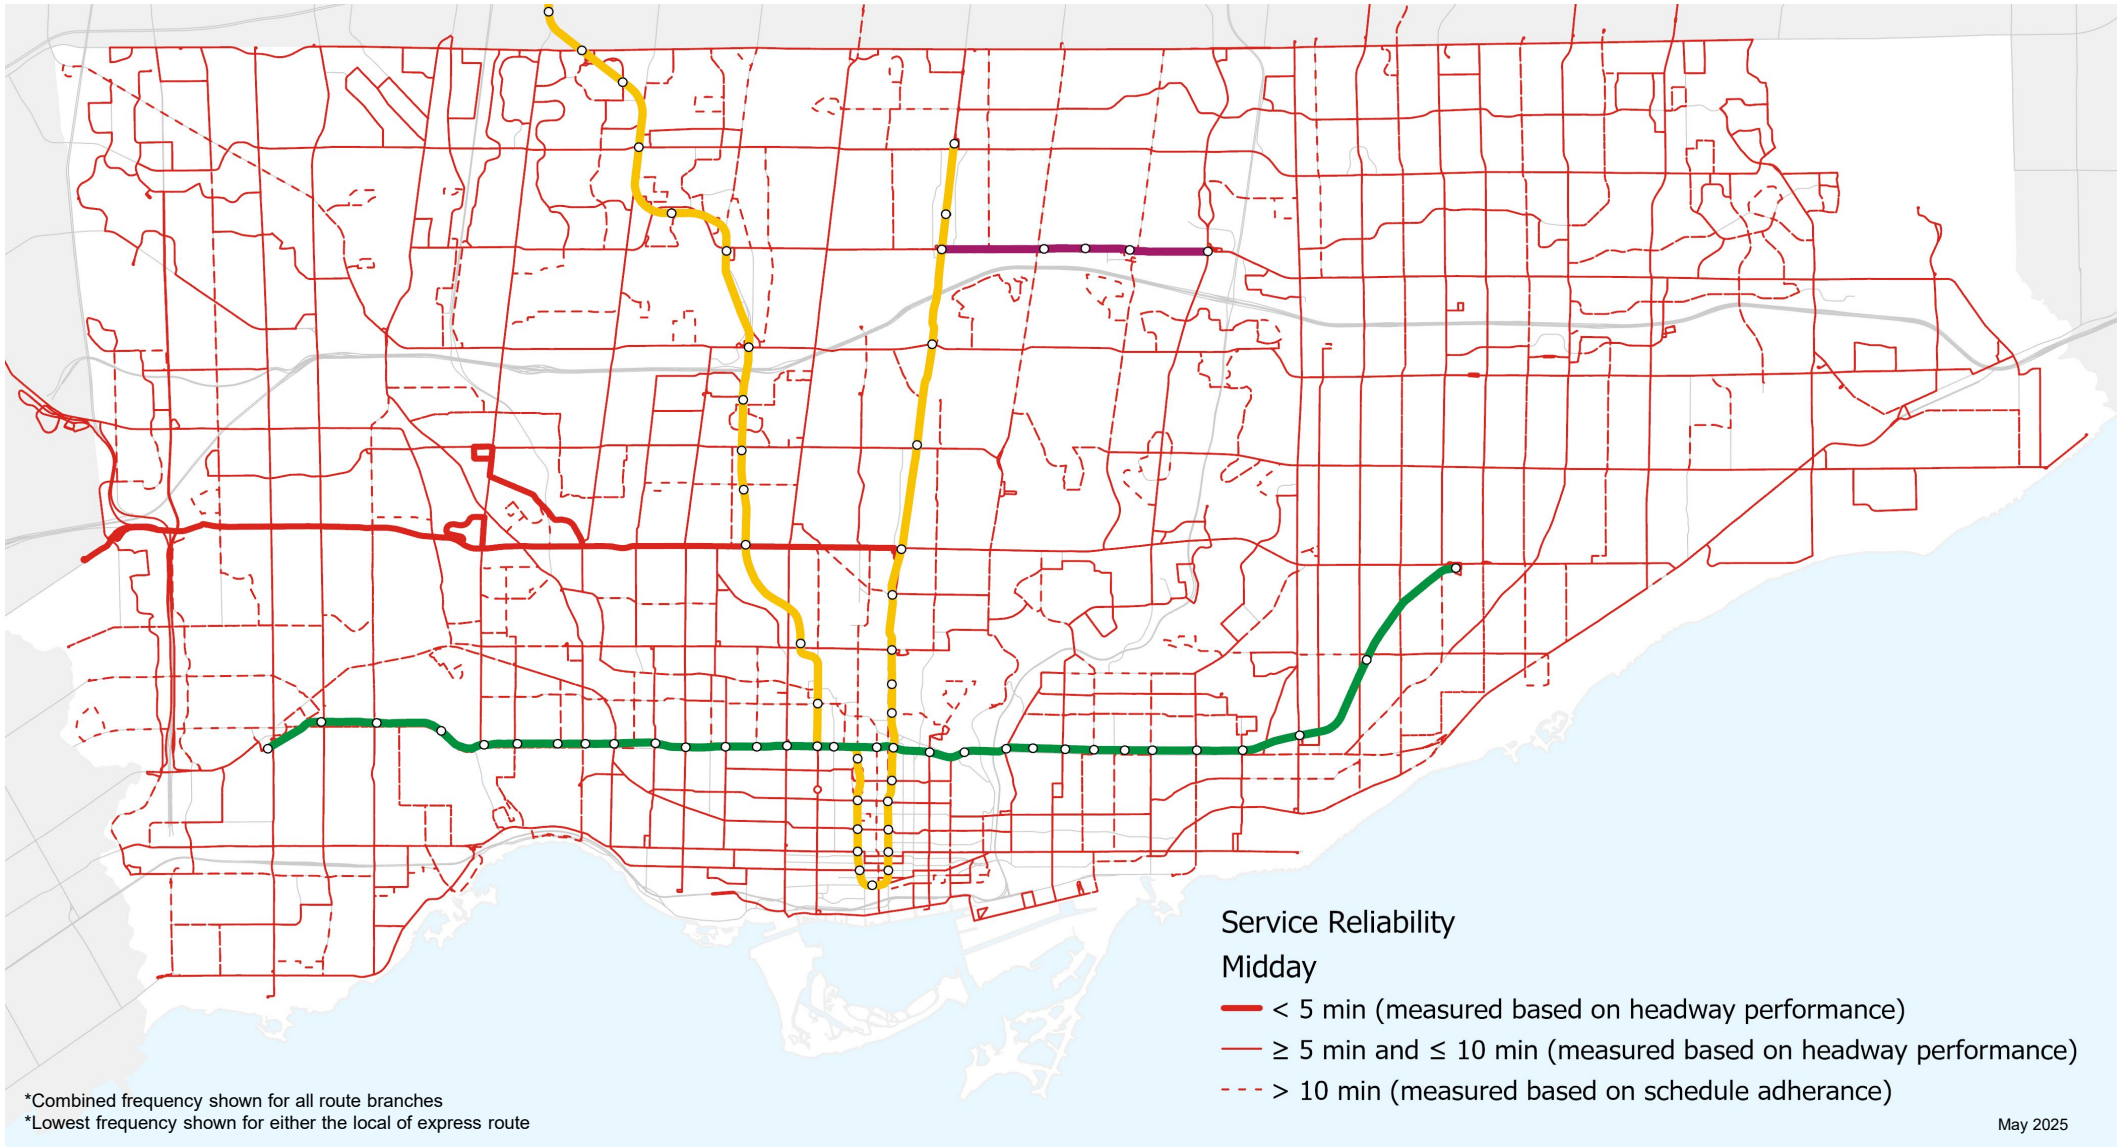 Service Reliability
Midday
< 5 min (measured based on headway performance)
≥ 5 min and ≤ 10 min (measured based on headway performance)
> 10 min (measured based on schedule adherance)
*Combined frequency shown for all route branches
*Lowest frequency shown for either the local of express route
May 2025